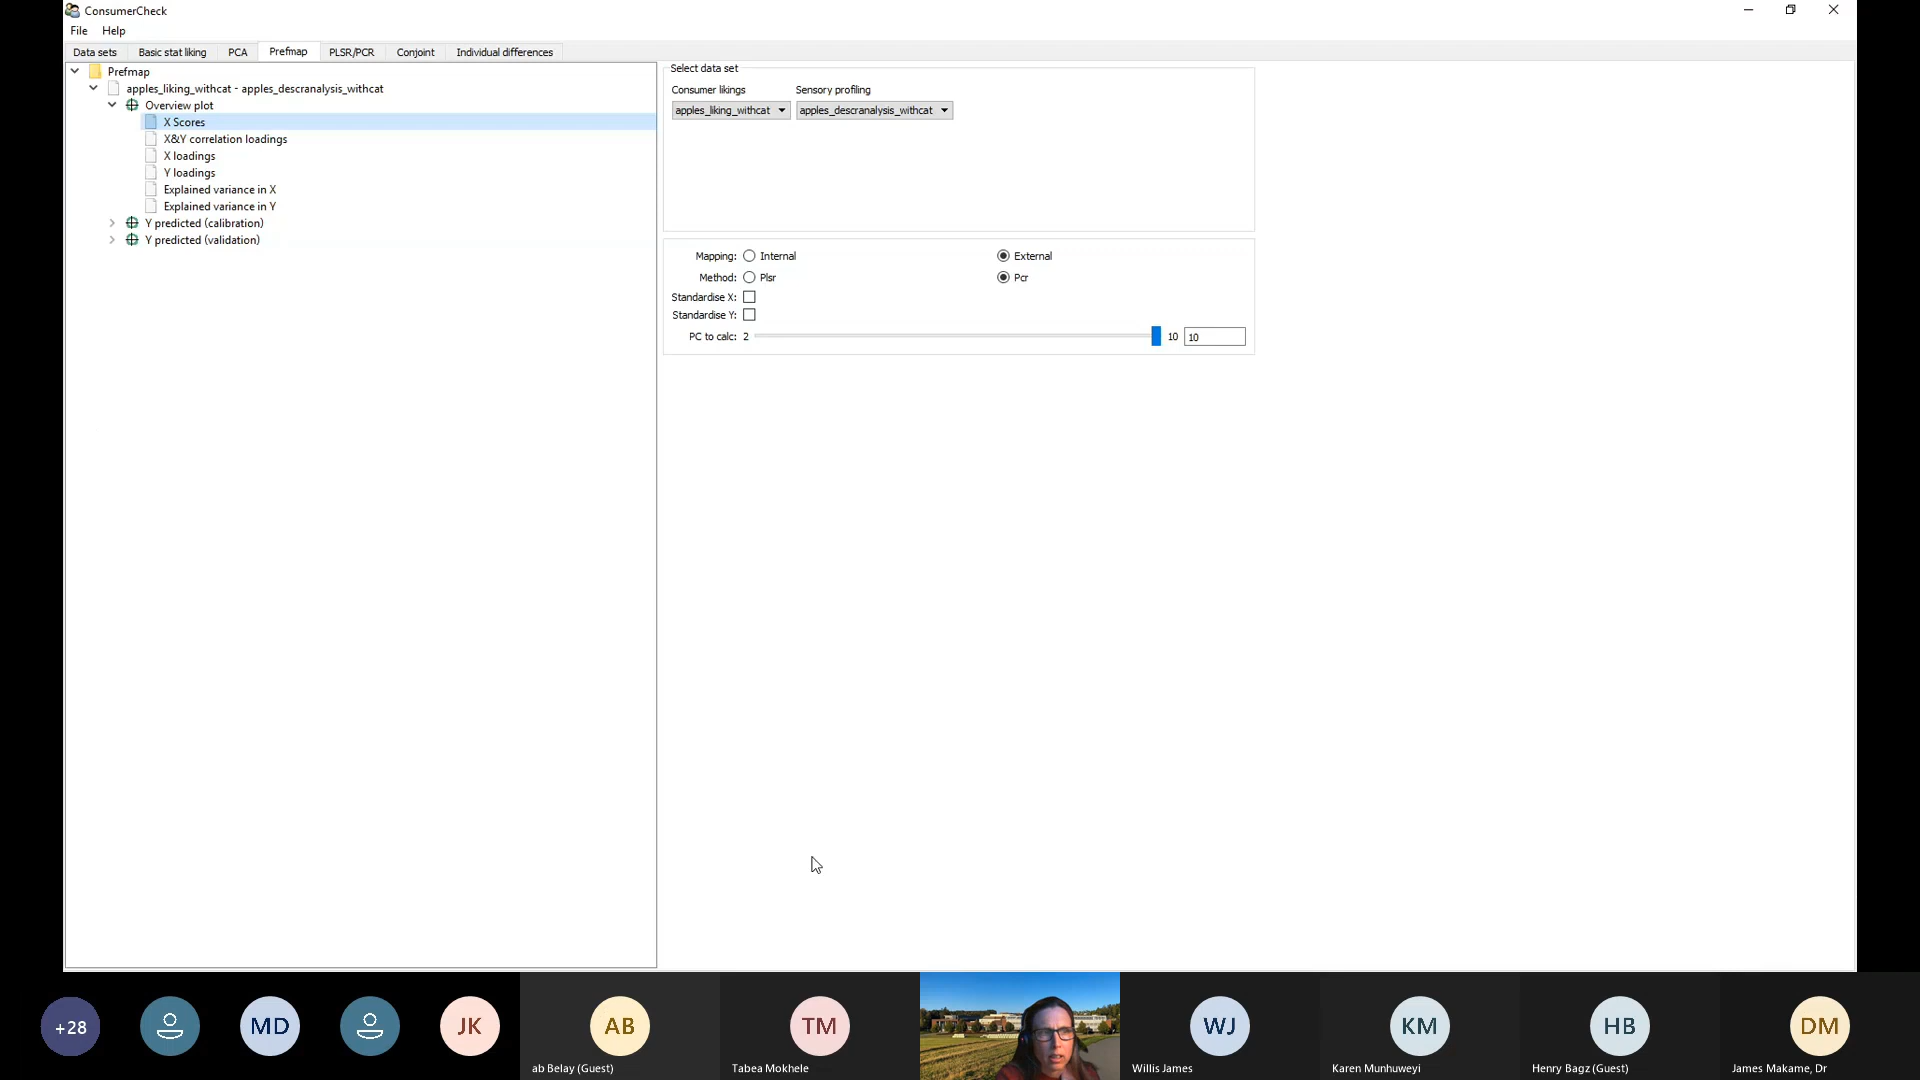 ConsumerCheck
File Help
Data sets Basic stat liking PCA Prefmap PLSR/PCR Conjoint Individual differences
Prefmap
apples_liking_withcat - apples_descranalysis_withcat
Overview plot
X Scores
X&Y correlation loadings
X loadings
Y loadings
Explained variance in X
Explained variance in Y
Y predicted (calibration)
Y predicted (validation)
Select data set
Consumer likings Sensory profiling
apples_liking_withcat apples_descranalysis_withcat
Mapping: Internal External
Method: Plsr Pcr
Standardise X:
Standardise Y:
PC to calc: 2 10 10
+28 MD JK AB TM WJ KM HB DM
ab Belay (Guest) Tabea Mokhele Willis James Karen Munhuweyi Henry Bagz (Guest) James Makame, Dr